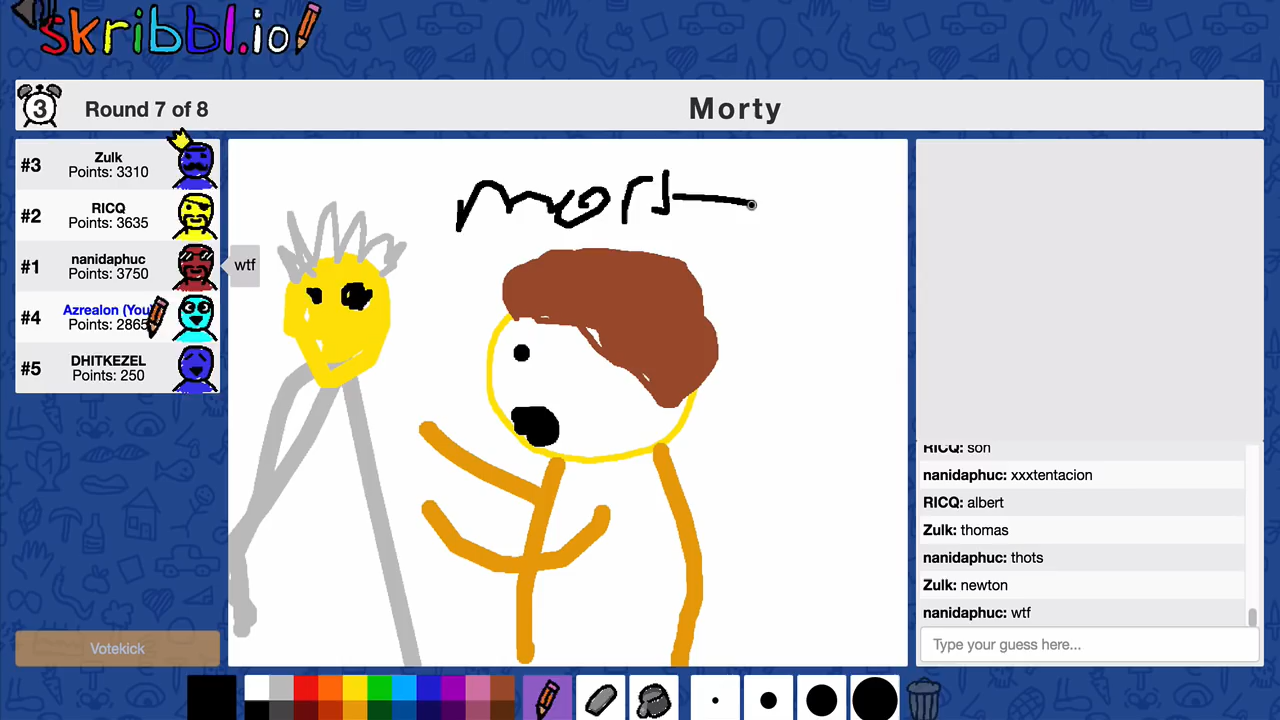 skribbl.io
3
Round 7 of 8
Morty
#3
Zulk
Points: 3310
#2
RICQ
Points: 3635
#1
nanidaphuc
Points: 3750
wtf
#4
Azrealon (You)
Points: 2865
#5
DHITKEZEL
Points: 250
Votekick
mort
RICQ: son
nanidaphuc: xxxtentacion
RICQ: albert
Zulk: thomas
nanidaphuc: thots
Zulk: newton
nanidaphuc: wtf
Type your guess here...